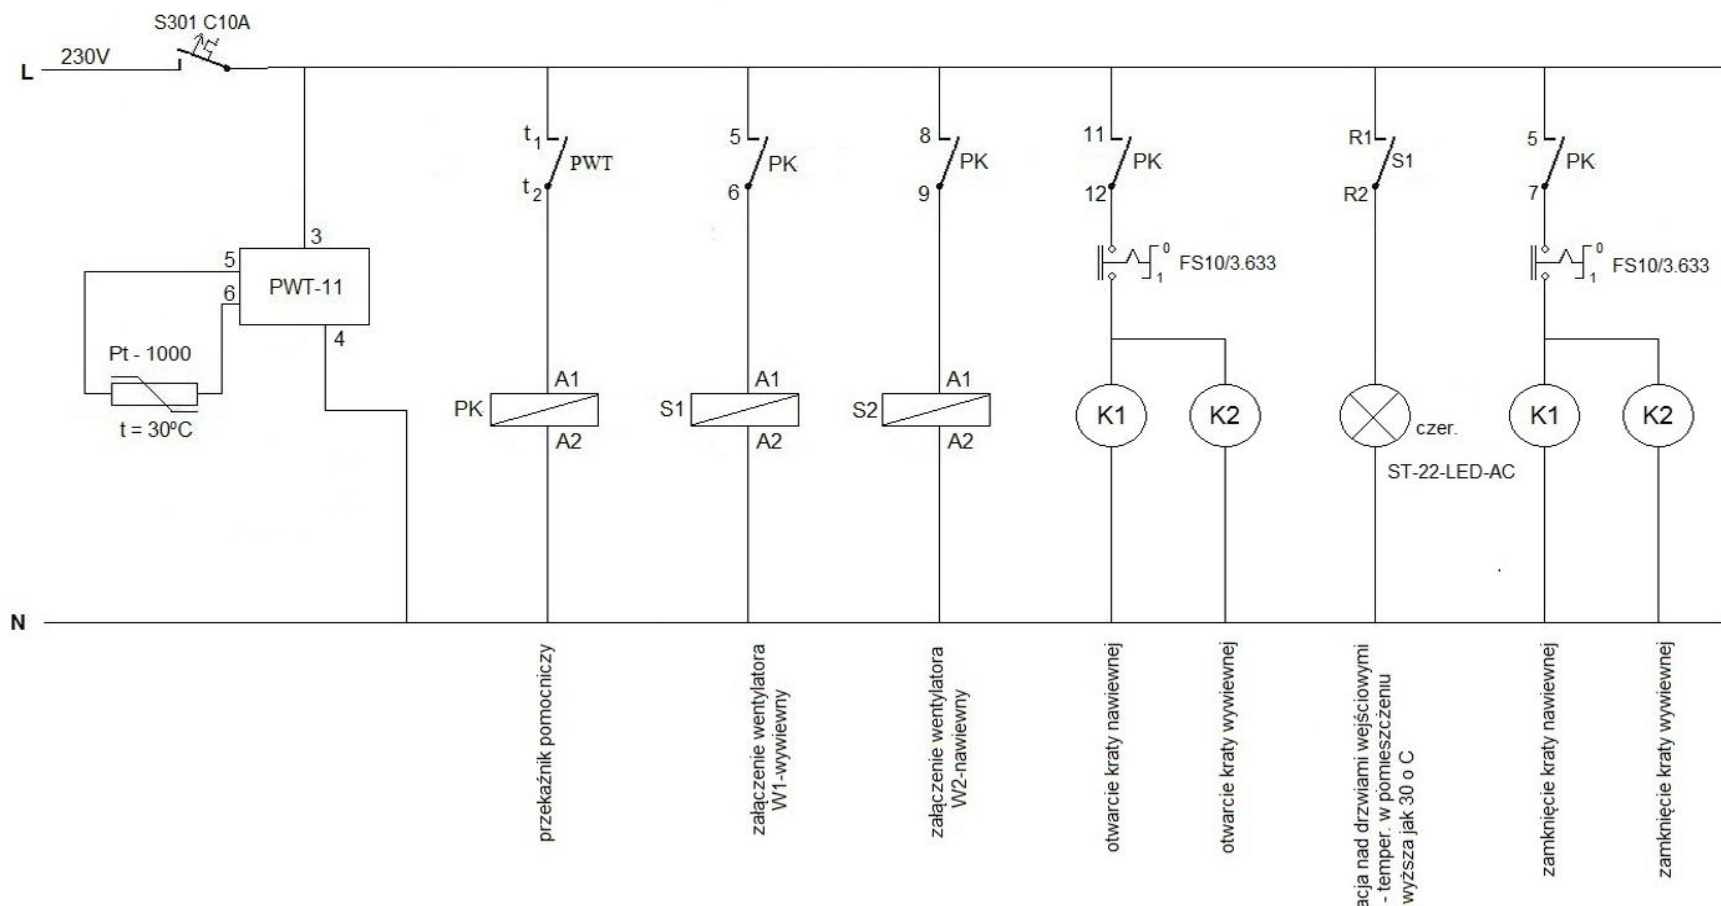 S301 C10A
L
230V
t1
PWT
t2
5
PK
6
8
PK
9
11
PK
12
R1
S1
R2
5
PK
7
3
5
6
PWT-11
4
0
FS10/3.633
1
0
FS10/3.633
1
Pt - 1000
t = 30ºC
A1
PK
A2
A1
S1
A2
A1
S2
A2
K1
K2
czer.
ST-22-LED-AC
K1
K2
N
przekaźnik pomocniczy
załączenie wentylatora
W1-wywiewny
załączenie wentylatora
W2-nawiewny
otwarcie kraty nawiewnej
otwarcie kraty wywiewnej
acja nad drzwiami wejściowymi
- temper. w pomieszczeniu
wyższa jak 30 o C
zamknięcie kraty nawiewnej
zamknięcie kraty wywiewnej